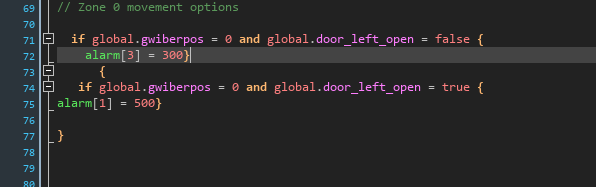 69 // Zone 0 movement options
70
71 if global.gwiberpos = 0 and global.door_left_open = false {
72 alarm[3] = 300}
73 {
74 if global.gwiberpos = 0 and global.door_left_open = true {
75 alarm[1] = 500}
76
77 }
78
79
80